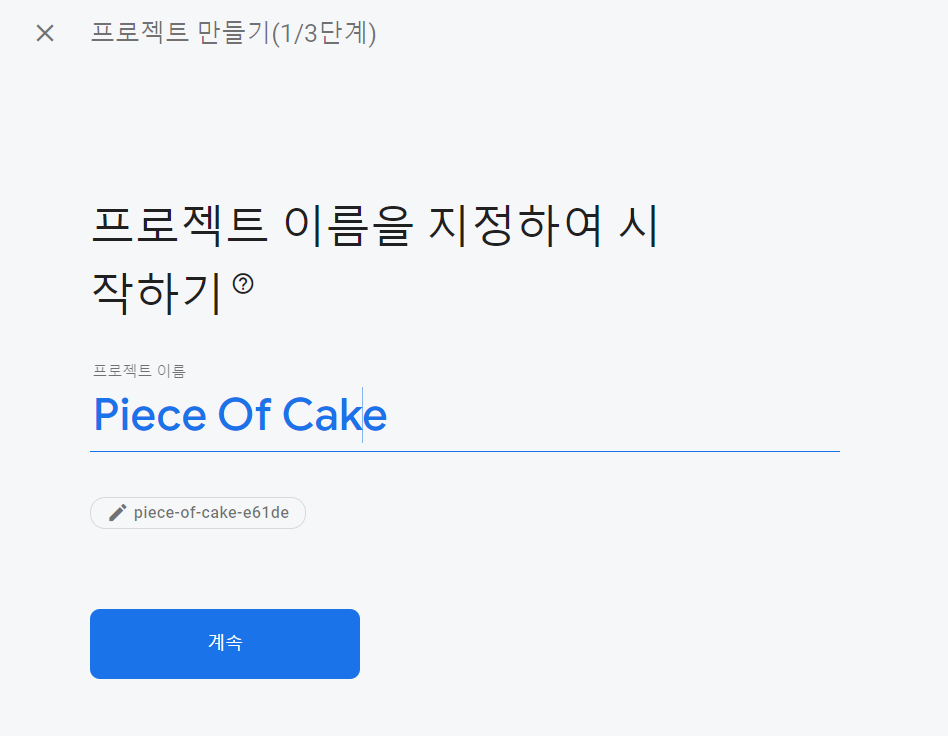 프로젝트 만들기(1/3단계)
프로젝트 이름을 지정하여 시
작하기
프로젝트 이름
Piece Of Cake
piece-of-cake-e61de
계속